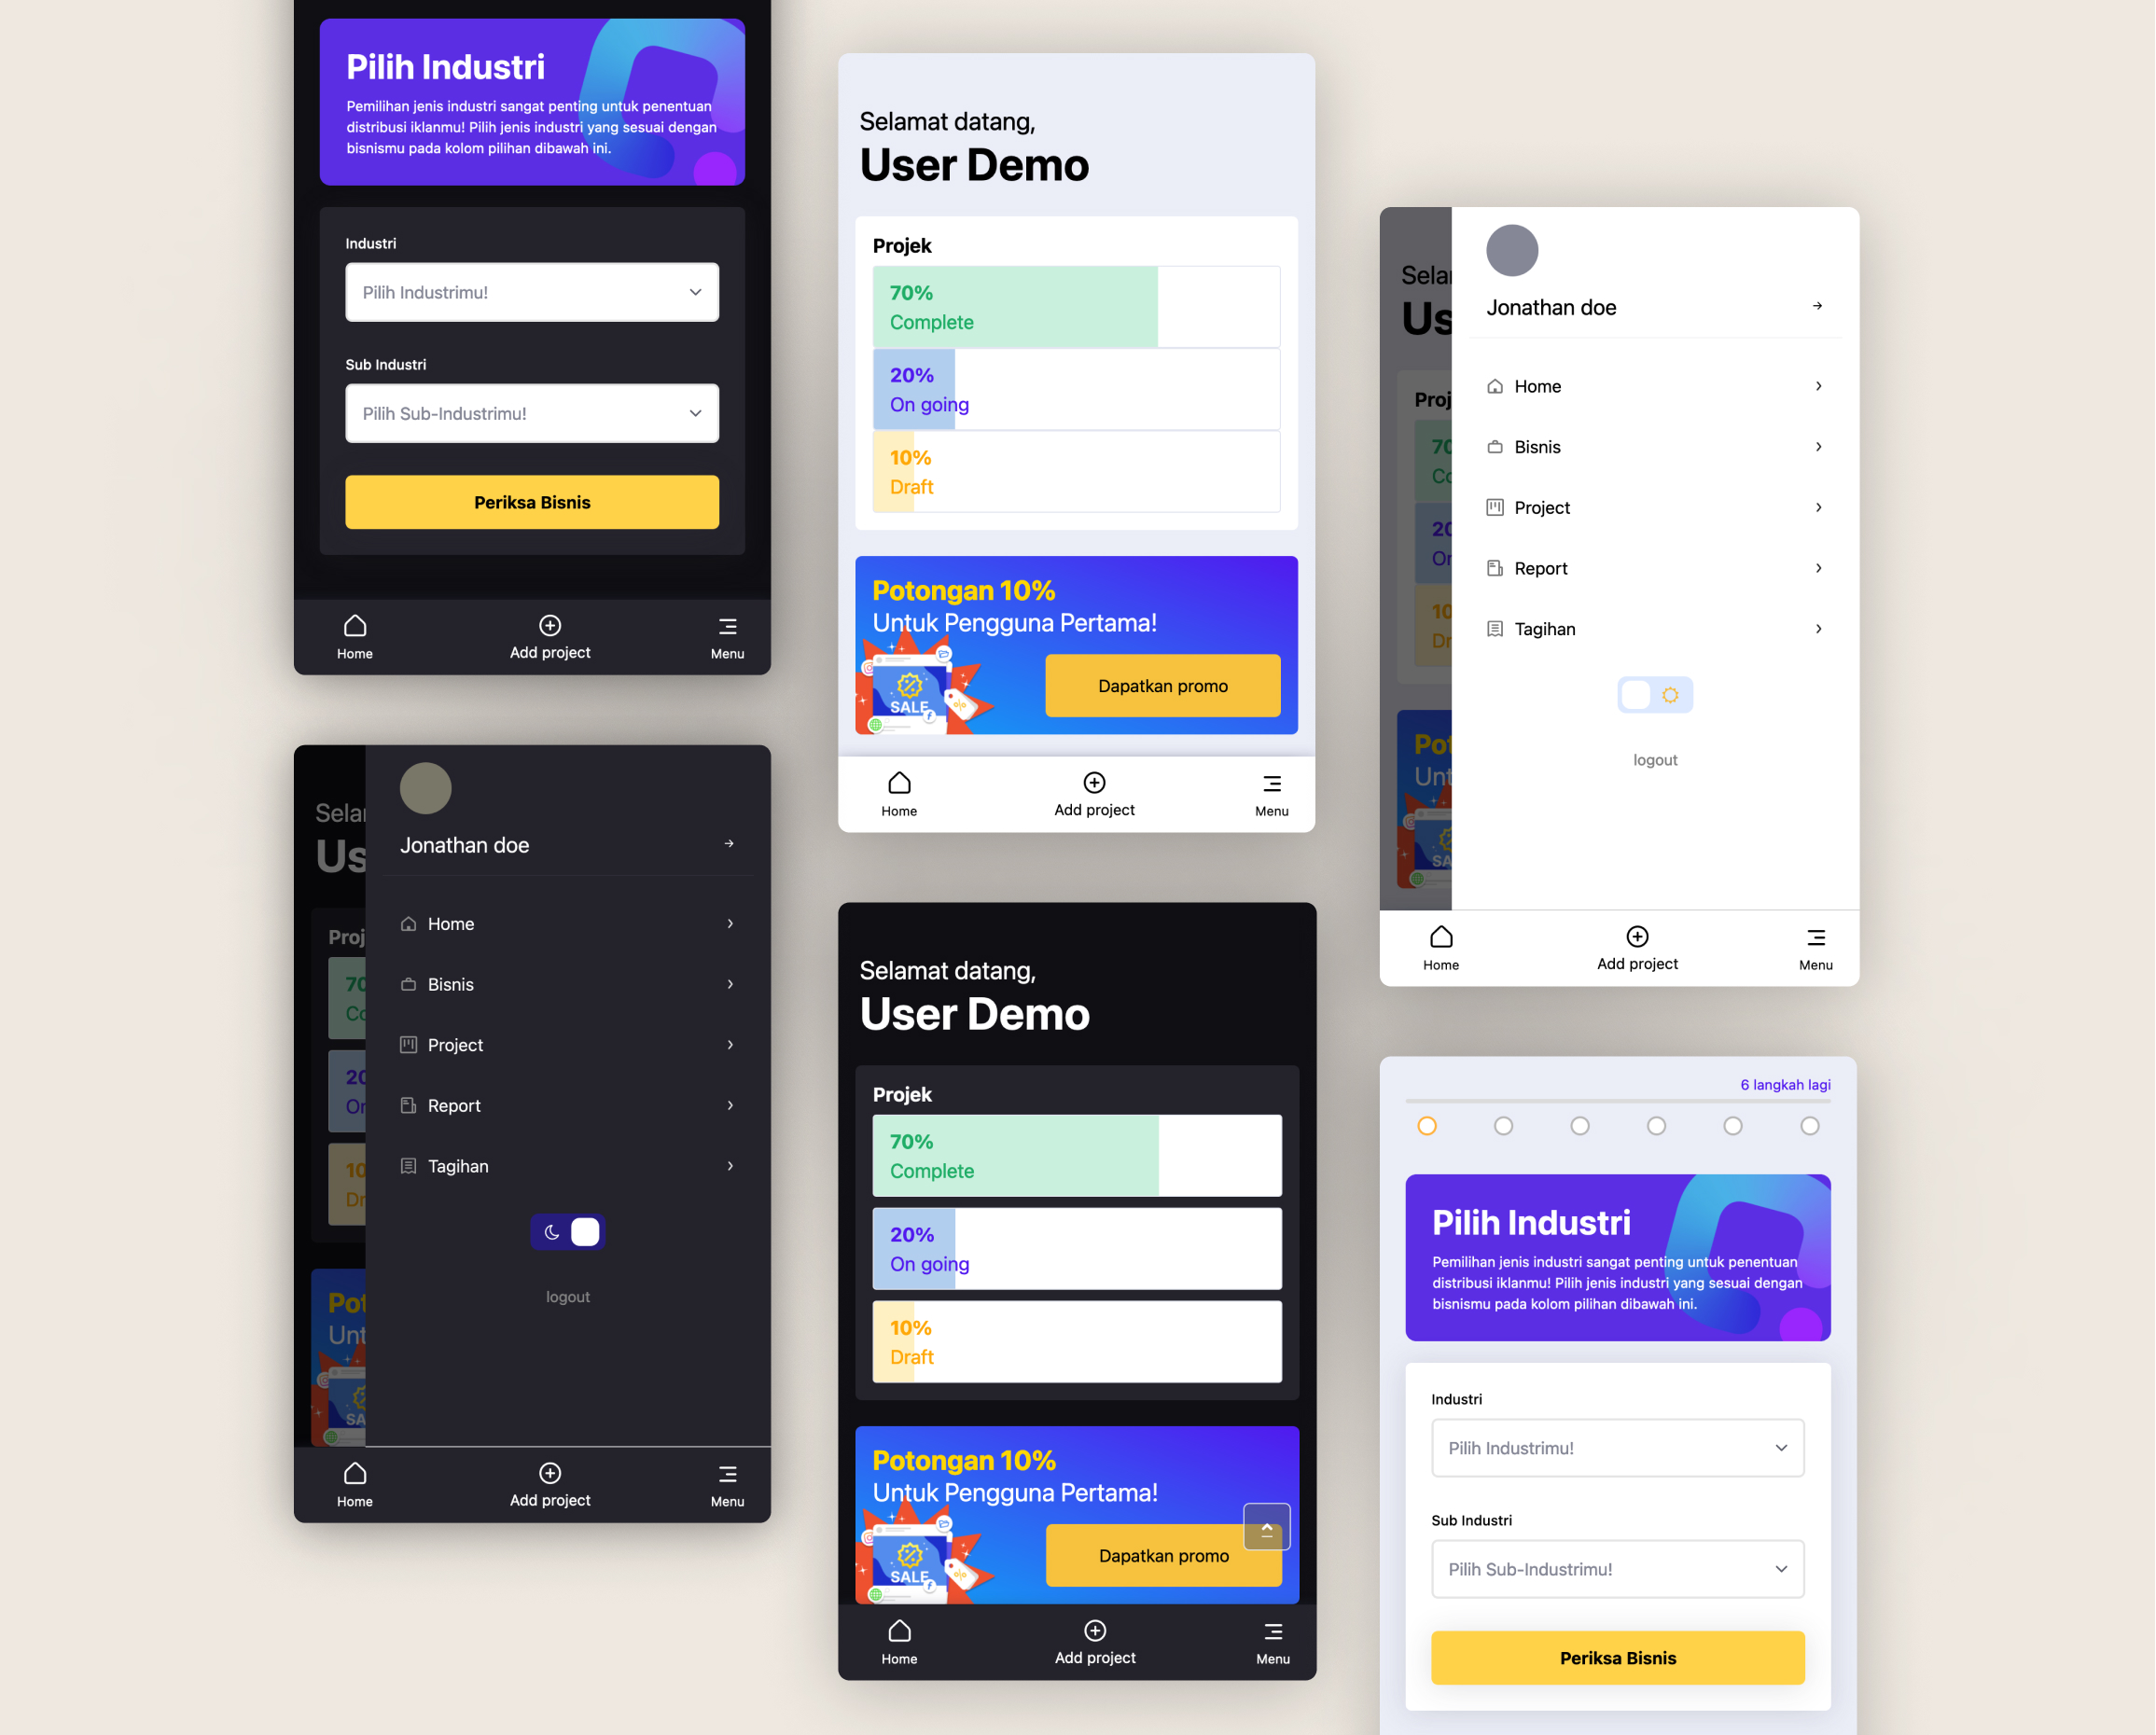 Pilih Industri
Pemilihan jenis industri sangat penting untuk penentuan
distribusi iklanmu! Pilih jenis industri yang sesuai dengan
bisnismu pada kolom pilihan dibawah ini.
Industri
Pilih Industrimu!
Sub Industri
Pilih Sub-Industrimu!
Periksa Bisnis
Home
Add project
Menu
Selamat datang,
Us
Proj
70
Co
20
Or
10
Dr
Pot
Unt
SA
Jonathan doe
Home
Bisnis
Project
Report
Tagihan
logout
Home
Add project
Menu
Selamat datang,
User Demo
Projek
70%
Complete
20%
On going
10%
Draft
Potongan 10%
Untuk Pengguna Pertama!
SALE
Dapatkan promo
Home
Add project
Menu
Selamat datang,
User Demo
Projek
70%
Complete
20%
On going
10%
Draft
Potongan 10%
Untuk Pengguna Pertama!
SALE
Dapatkan promo
Home
Add project
Menu
Selar
Us
Proj
70
Co
20
Or
10
Dr
Pot
Unt
SA
Jonathan doe
Home
Bisnis
Project
Report
Tagihan
logout
Home
Add project
Menu
6 langkah lagi
Pilih Industri
Pemilihan jenis industri sangat penting untuk penentuan
distribusi iklanmu! Pilih jenis industri yang sesuai dengan
bisnismu pada kolom pilihan dibawah ini.
Industri
Pilih Industrimu!
Sub Industri
Pilih Sub-Industrimu!
Periksa Bisnis